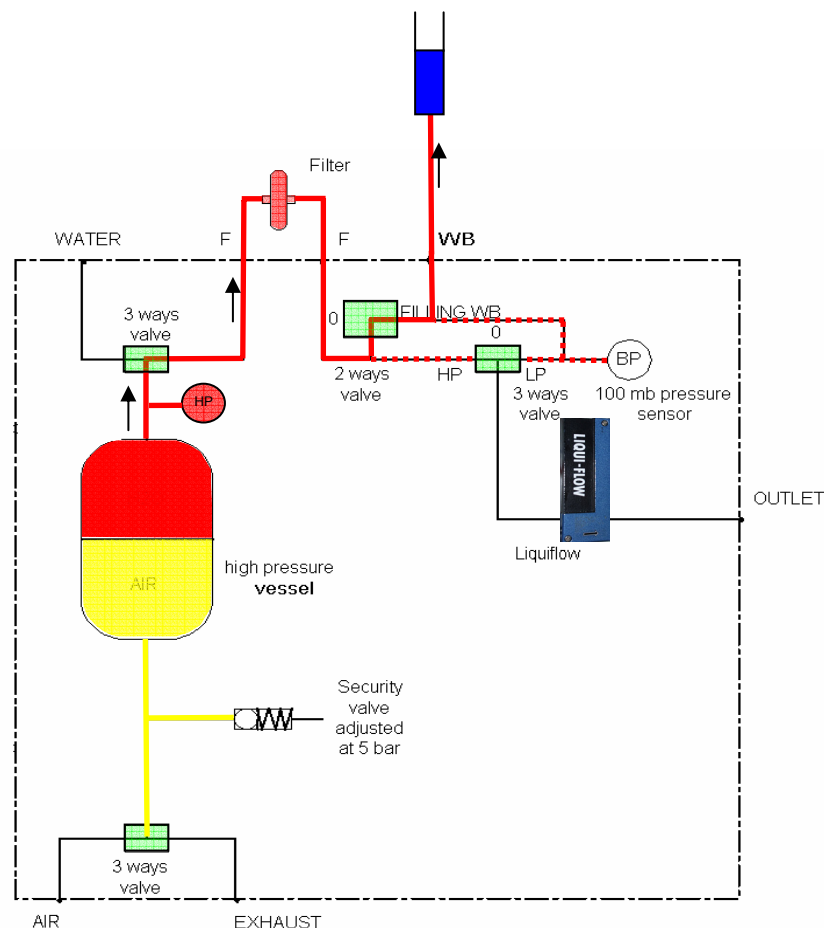 Filter
WATER
F
F
WB
3 ways
valve
0
FILLING WB
0
2 ways
valve
HP
LP
BP
3 ways
valve
100 mb pressure
sensor
HP
LIQUI-FLOW
OUTLET
Liquiflow
AIR
high pressure
vessel
Security
valve
adjusted
at 5 bar
3 ways
valve
AIR
EXHAUST